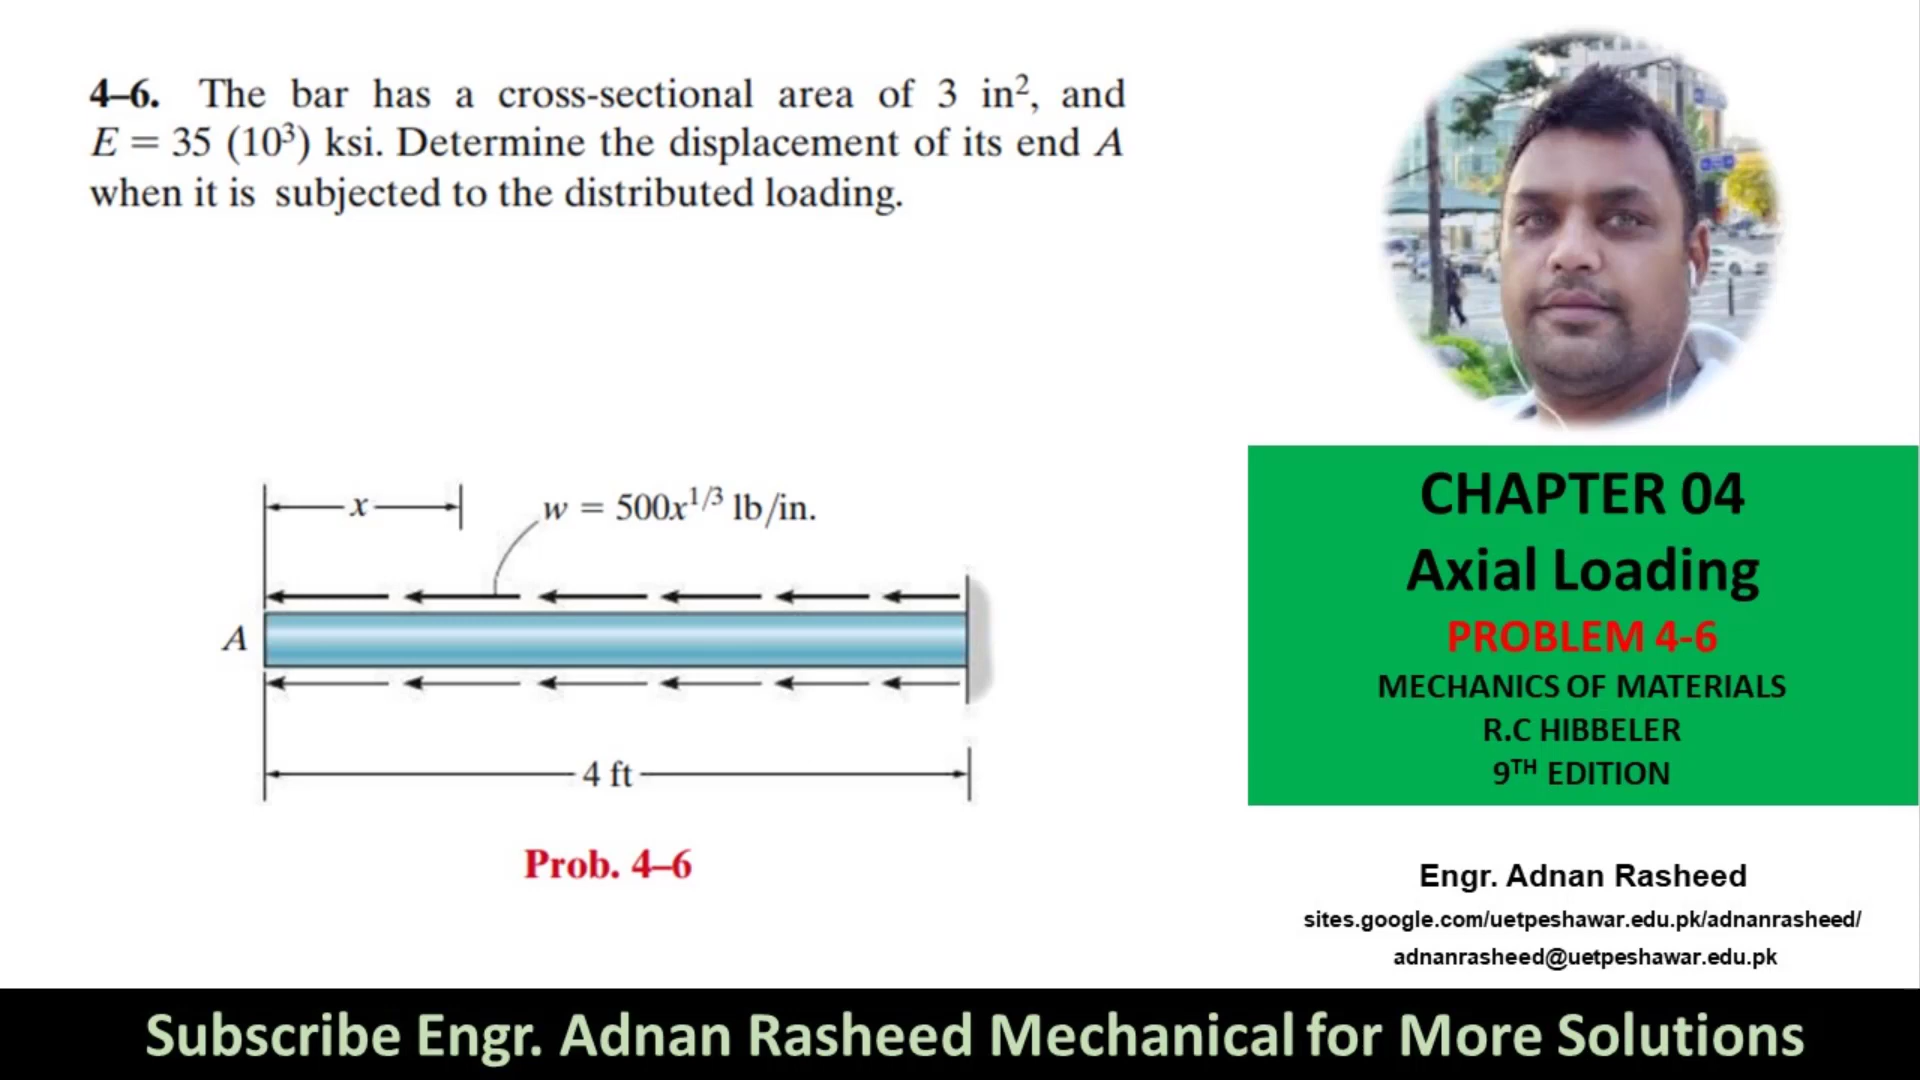 4–6. The bar has a cross-sectional area of 3 in², and
E = 35 (10³) ksi. Determine the displacement of its end A
when it is subjected to the distributed loading.
x
w = 500x^1/3 lb/in.
A
4 ft
Prob. 4–6
CHAPTER 04
Axial Loading
PROBLEM 4-6
MECHANICS OF MATERIALS
R.C HIBBELER
9TH EDITION
Engr. Adnan Rasheed
sites.google.com/uetpeshawar.edu.pk/adnanrasheed/
adnanrasheed@uetpeshawar.edu.pk
Subscribe Engr. Adnan Rasheed Mechanical for More Solutions